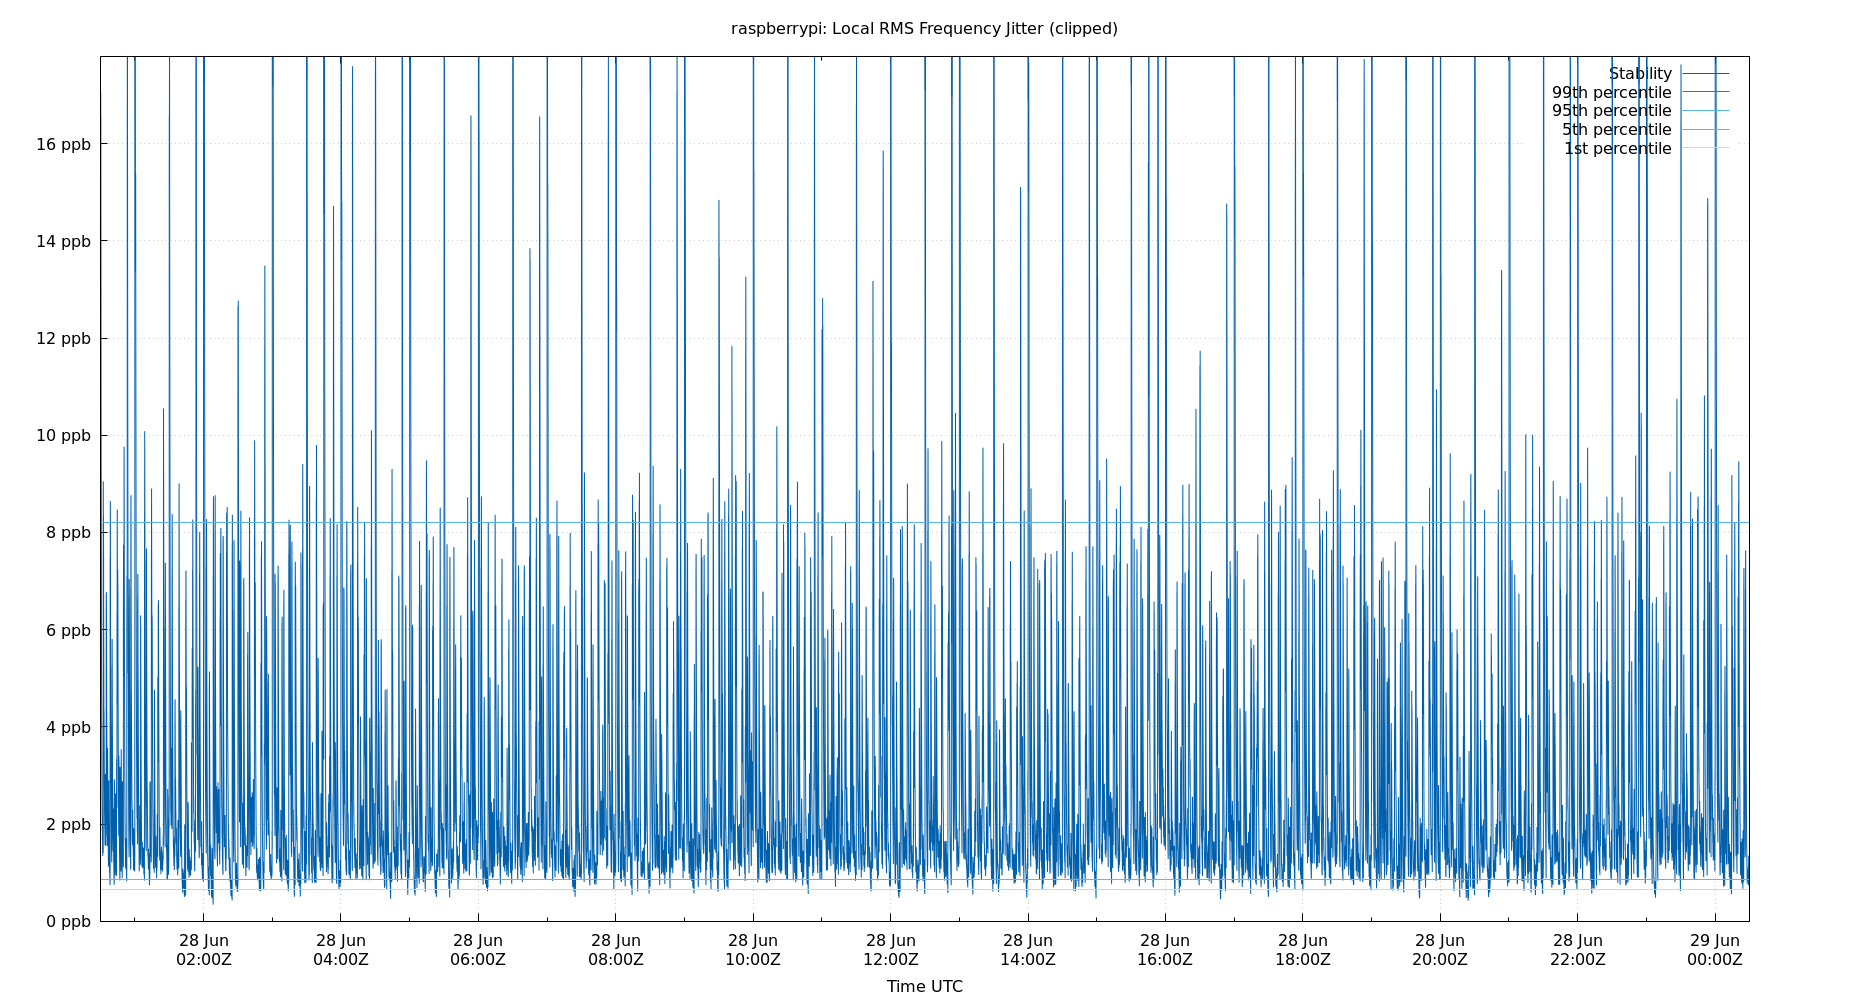 raspberrypi: Local RMS Frequency Jitter (clipped)
Stability
99th percentile
95th percentile
5th percentile
1st percentile
16 ppb
14 ppb
12 ppb
10 ppb
8 ppb
6 ppb
4 ppb
2 ppb
0 ppb
28 Jun 28 Jun 28 Jun 28 Jun 28 Jun 28 Jun 28 Jun 28 Jun 28 Jun 28 Jun 28 Jun 29 Jun
02:00Z 04:00Z 06:00Z 08:00Z 10:00Z 12:00Z 14:00Z 16:00Z 18:00Z 20:00Z 22:00Z 00:00Z
Time UTC